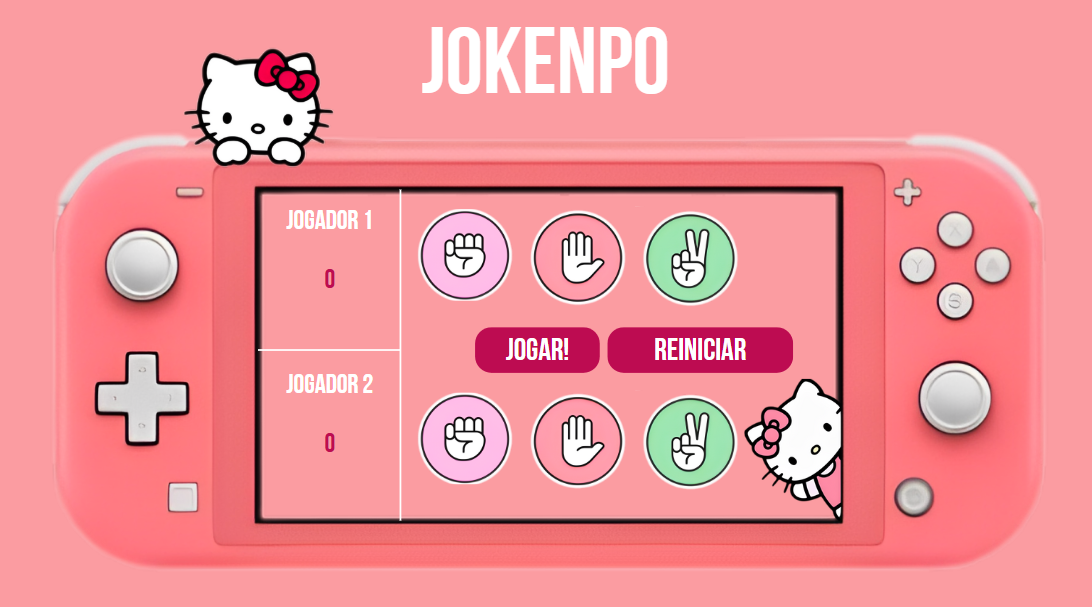 JOKENPO
JOGADOR 1
0
JOGAR!
REINICIAR
JOGADOR 2
0
X
Y
A